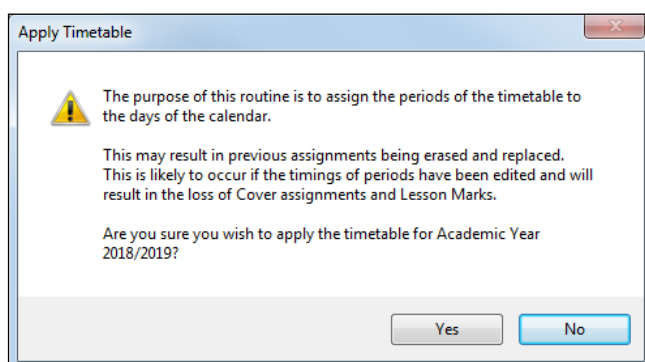 Apply Timetable
The purpose of this routine is to assign the periods of the timetable to
the days of the calendar.
This may result in previous assignments being erased and replaced.
This is likely to occur if the timings of periods have been edited and will
result in the loss of Cover assignments and Lesson Marks.
Are you sure you wish to apply the timetable for Academic Year
2018/2019?
Yes
No